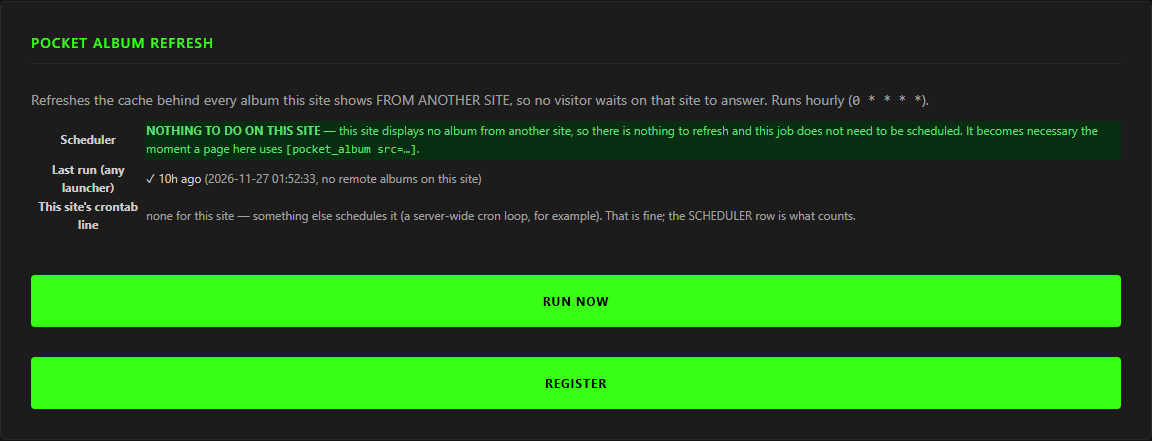 POCKET ALBUM REFRESH
Refreshes the cache behind every album this site shows FROM ANOTHER SITE, so no visitor waits on that site to answer. Runs hourly (0 * * * *).
Scheduler
NOTHING TO DO ON THIS SITE — this site displays no album from another site, so there is nothing to refresh and this job does not need to be scheduled. It becomes necessary the
moment a page here uses [pocket_album src=…].
Last run (any
launcher)
✓ 10h ago (2026-11-27 01:52:33, no remote albums on this site)
This site's crontab
line
none for this site — something else schedules it (a server-wide cron loop, for example). That is fine; the SCHEDULER row is what counts.
RUN NOW
REGISTER